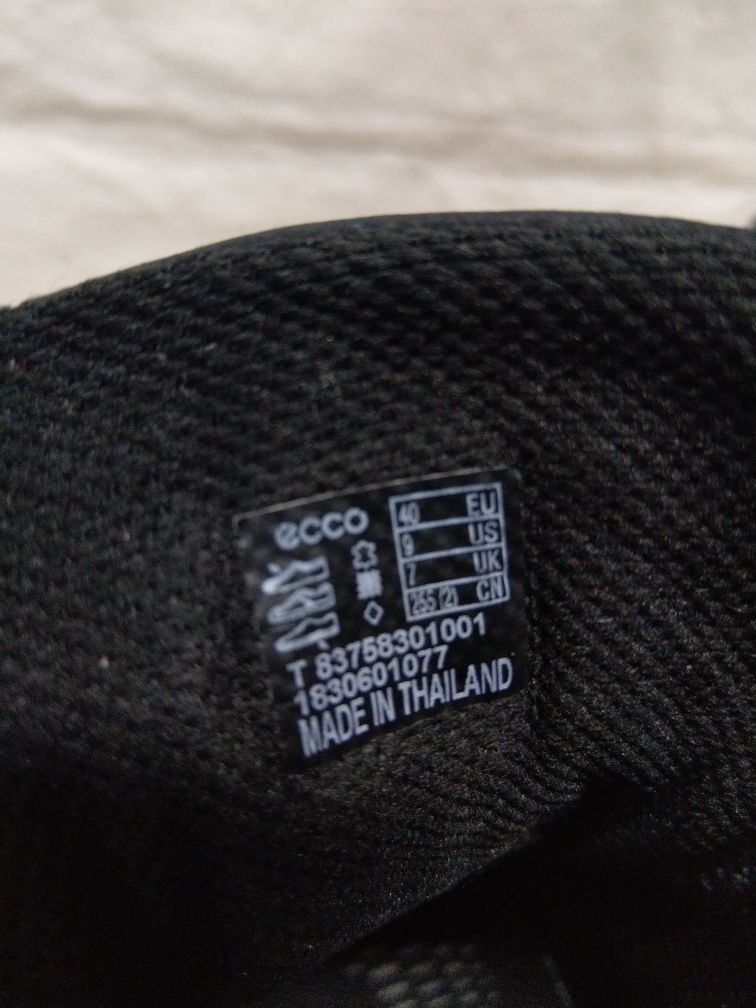 ecco
40 EU
9 US
7 UK
255 (2) CN
T 83758301001
1830601077
MADE IN THAILAND